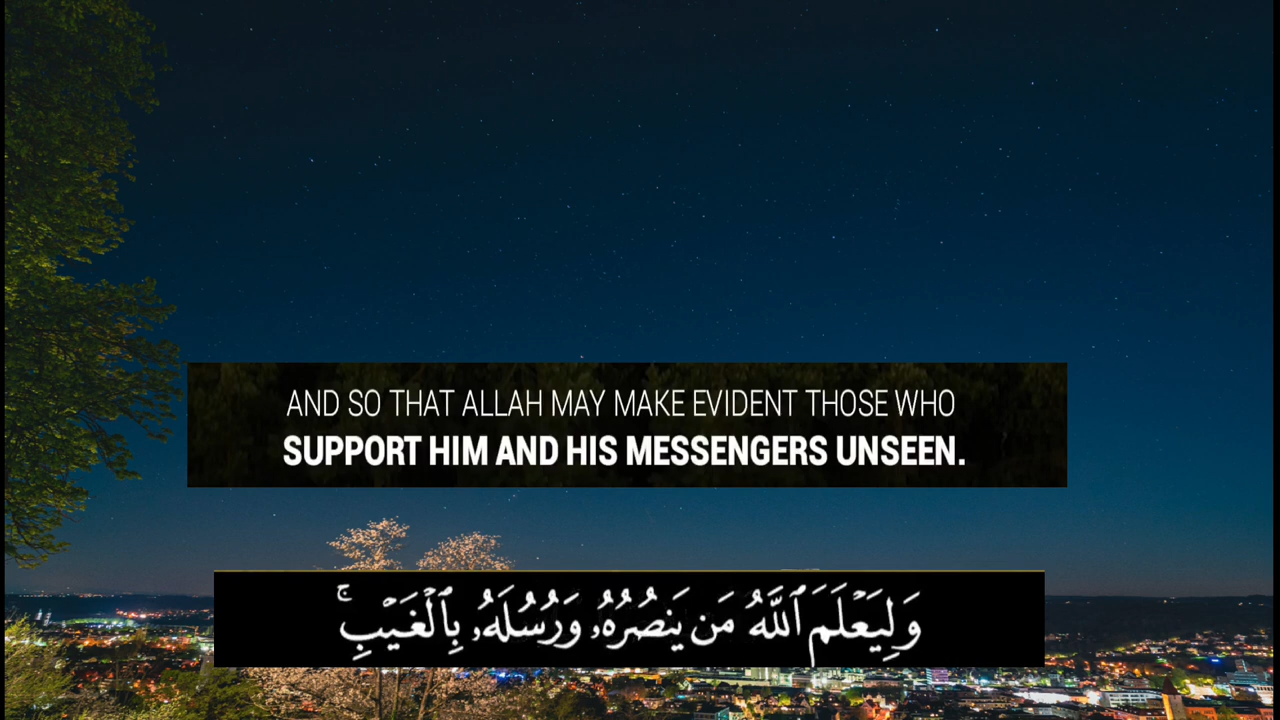 AND SO THAT ALLAH MAY MAKE EVIDENT THOSE WHO
SUPPORT HIM AND HIS MESSENGERS UNSEEN.
وَلِيَعْلَمَ ٱللَّهُ مَن يَنصُرُهُۥ وَرُسُلَهُۥ بِٱلْغَيْبِ ۚ